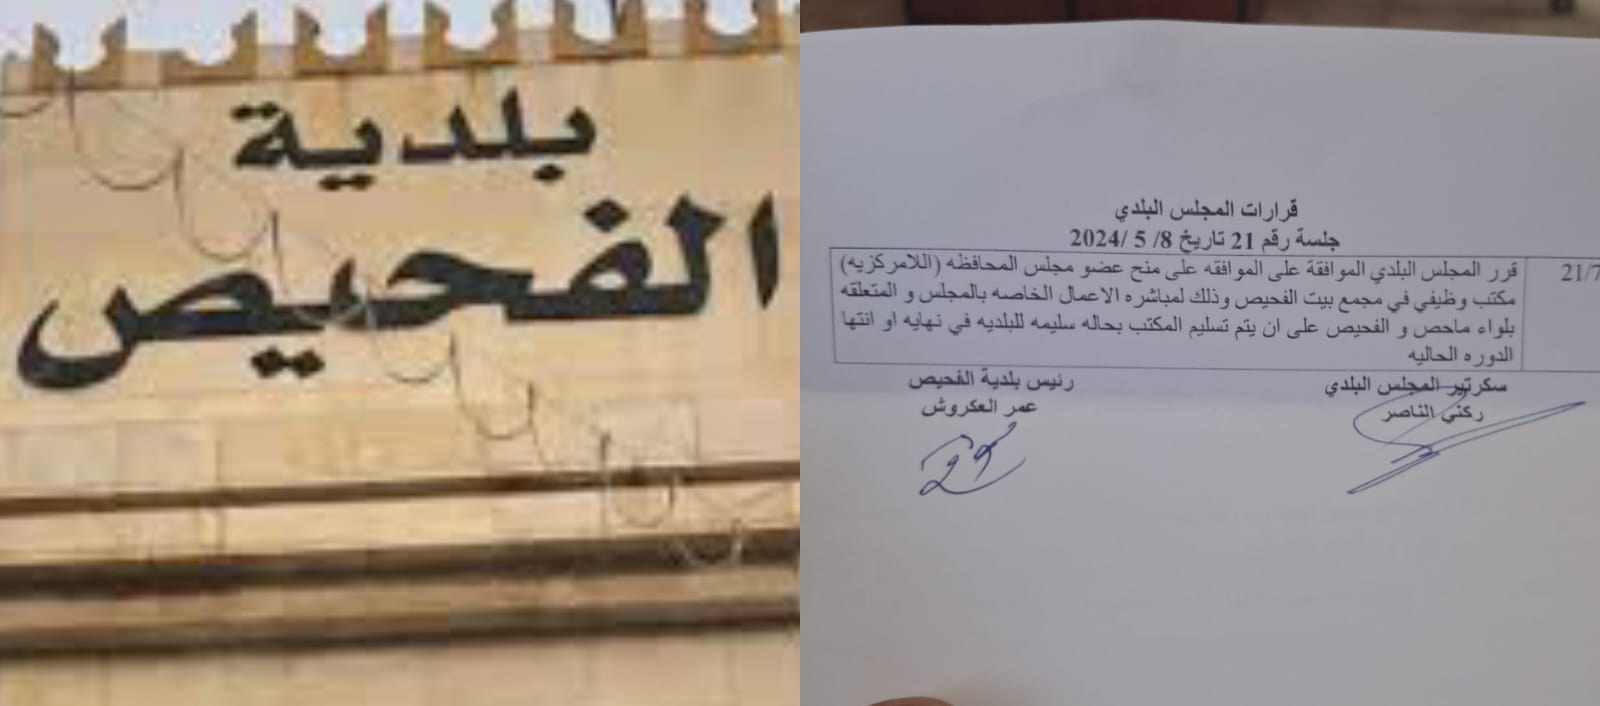 بلدية
الفحيص
قرارات المجلس البلدي
جلسة رقم 21 تاريخ 8/ 5 /2024
21/7
قرر المجلس البلدي الموافقة على الموافقه على منح عضو مجلس المحافظه (اللامركزيه)
مكتب وظيفي في مجمع بيت الفحيص وذلك لمباشره الاعمال الخاصه بالمجلس و المتعلقه
بلواء ماحص و الفحيص على ان يتم تسليم المكتب بحاله سليمه للبلديه في نهايه او انتها
الدوره الحاليه
سكرتير المجلس البلدي
ركني الناصر
رئيس بلدية الفحيص
عمر العكروش